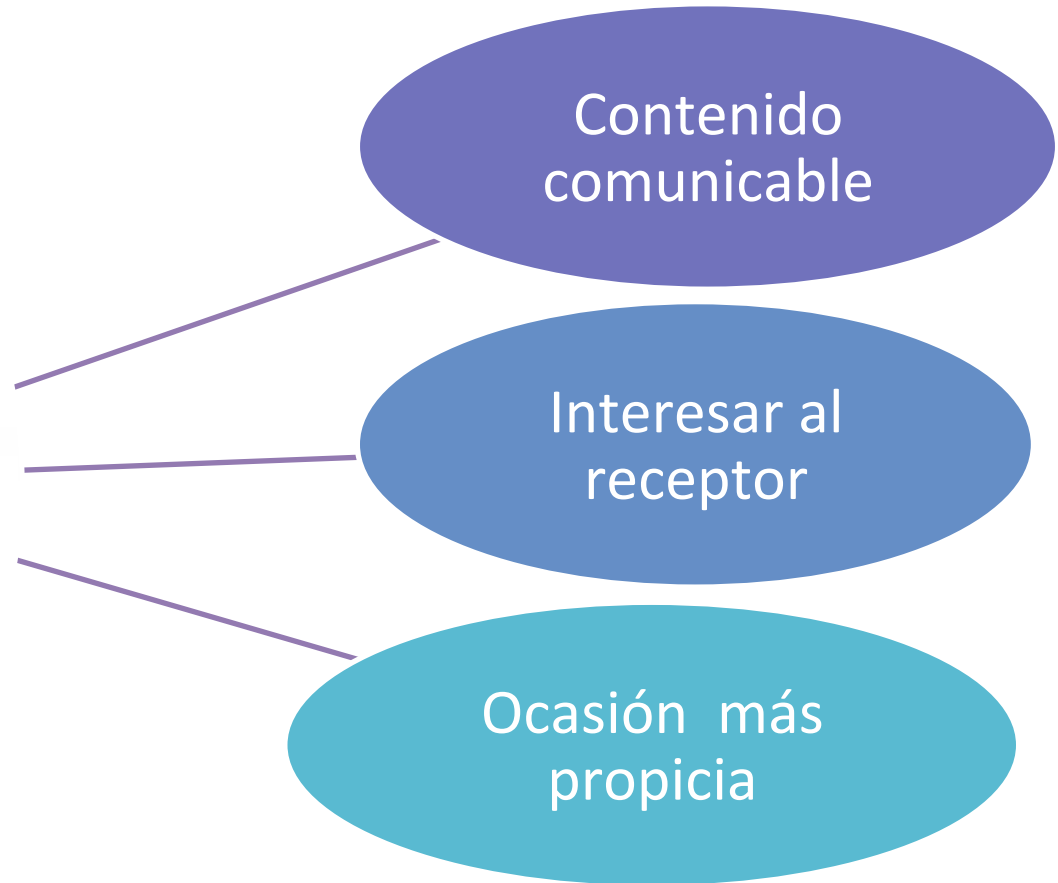 Contenido
comunicable
Interesar al
receptor
Ocasión  más
propicia